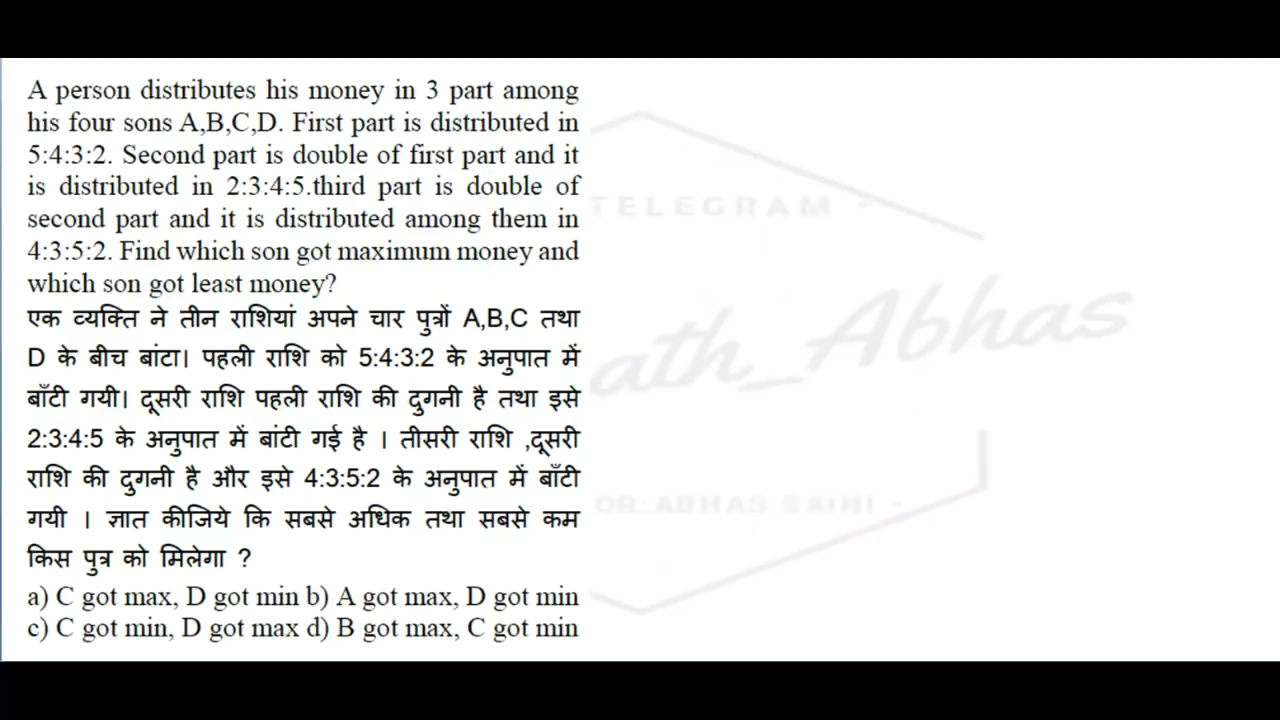 A person distributes his money in 3 part among
his four sons A,B,C,D. First part is distributed in
5:4:3:2. Second part is double of first part and it
is distributed in 2:3:4:5.third part is double of
second part and it is distributed among them in
4:3:5:2. Find which son got maximum money and
which son got least money?
एक व्यक्ति ने तीन राशियां अपने चार पुत्रों A,B,C तथा
D के बीच बांटा। पहली राशि को 5:4:3:2 के अनुपात में
बाँटी गयी। दूसरी राशि पहली राशि की दुगनी है तथा इसे
2:3:4:5 के अनुपात में बांटी गई है । तीसरी राशि ,दूसरी
राशि की दुगनी है और इसे 4:3:5:2 के अनुपात में बाँटी
गयी । ज्ञात कीजिये कि सबसे अधिक तथा सबसे कम
किस पुत्र को मिलेगा ?
a) C got max, D got min b) A got max, D got min
c) C got min, D got max d) B got max, C got min
TELEGRAM -
ath_Abhas
OR:ABHAS SAINI -